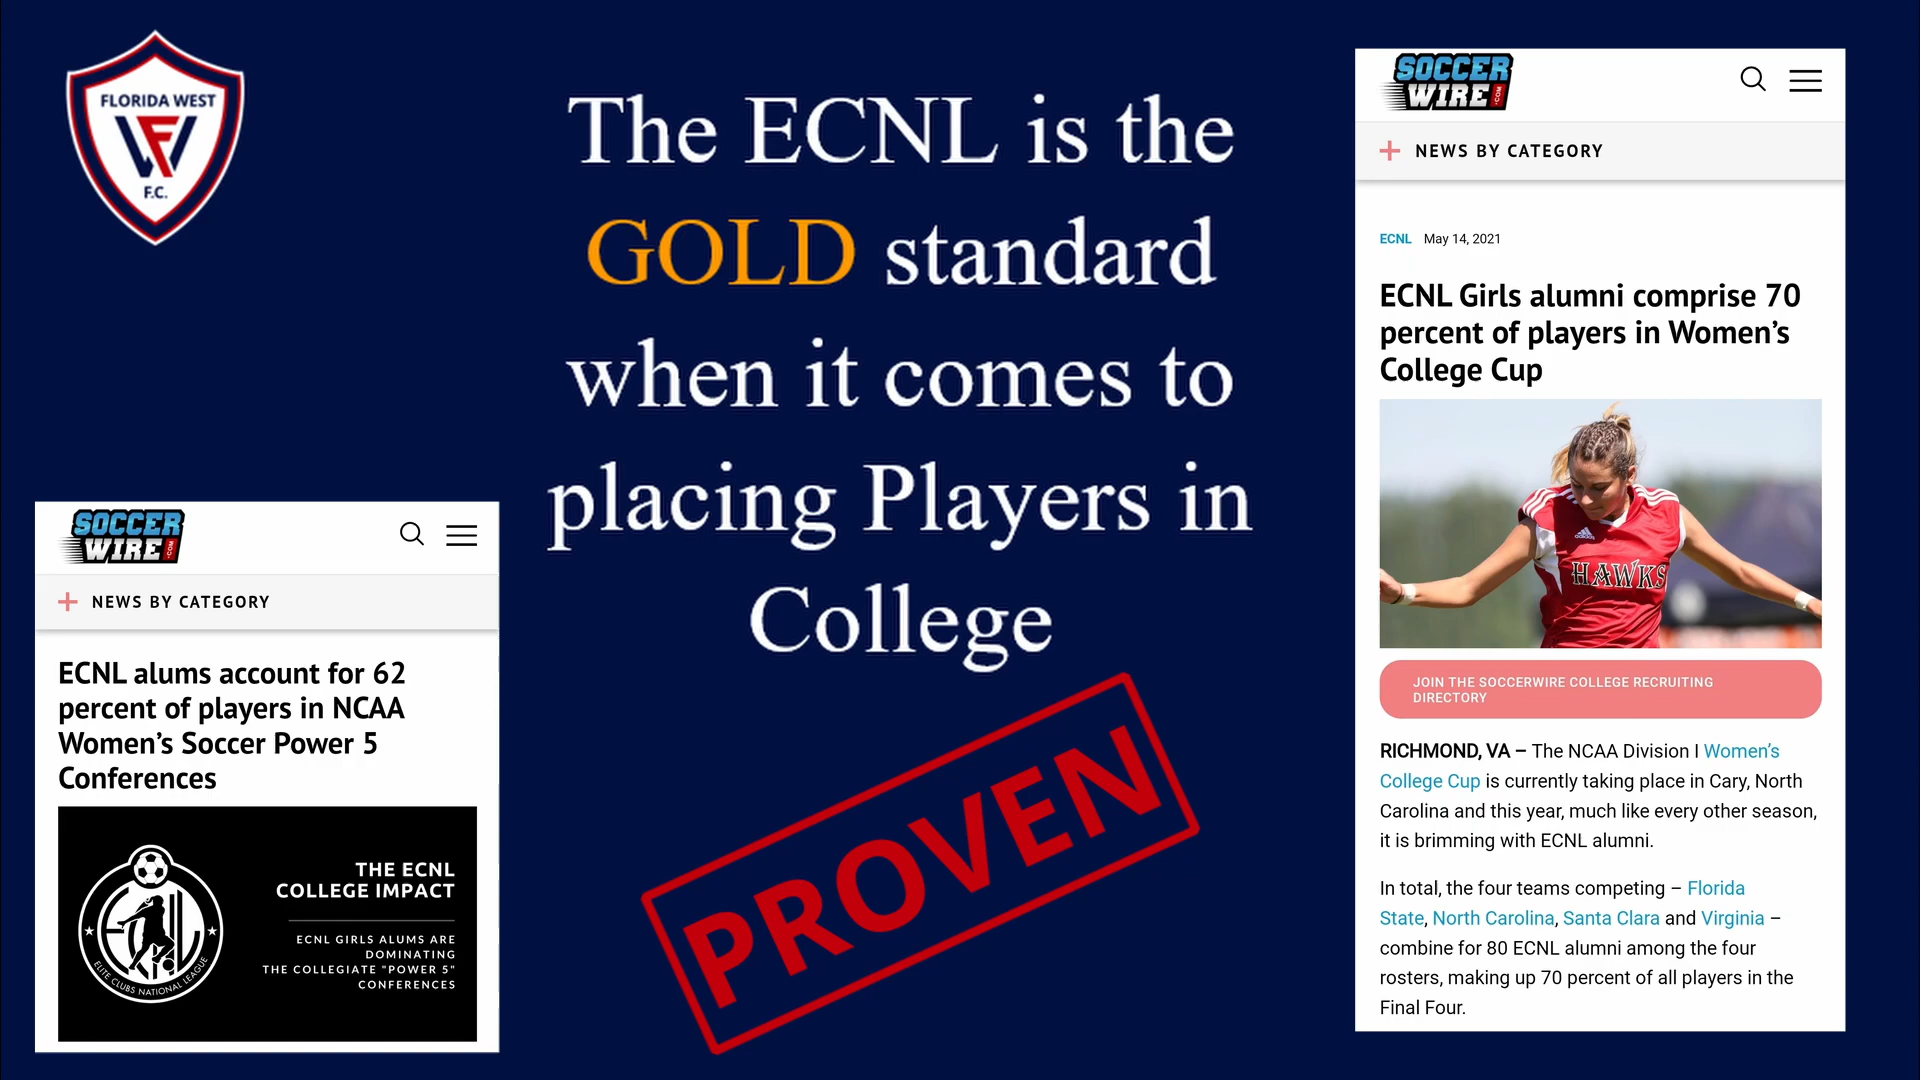 FLORIDA WEST
FW
F.C.
The ECNL is the
GOLD standard
when it comes to
placing Players in
College
PROVEN
SOCCER
WIRE.COM
NEWS BY CATEGORY
ECNL alums account for 62
percent of players in NCAA
Women's Soccer Power 5
Conferences
ECNL
ELITE CLUBS NATIONAL LEAGUE
THE ECNL
COLLEGE IMPACT
ECNL GIRLS ALUMS ARE
DOMINATING
THE COLLEGIATE "POWER 5"
CONFERENCES
SOCCER
WIRE.COM
NEWS BY CATEGORY
ECNL May 14, 2021
ECNL Girls alumni comprise 70
percent of players in Women's
College Cup
adidas
HAWKS
JOIN THE SOCCERWIRE COLLEGE RECRUITING
DIRECTORY
RICHMOND, VA – The NCAA Division I Women's
College Cup is currently taking place in Cary, North
Carolina and this year, much like every other season,
it is brimming with ECNL alumni.
In total, the four teams competing – Florida
State, North Carolina, Santa Clara and Virginia –
combine for 80 ECNL alumni among the four
rosters, making up 70 percent of all players in the
Final Four.